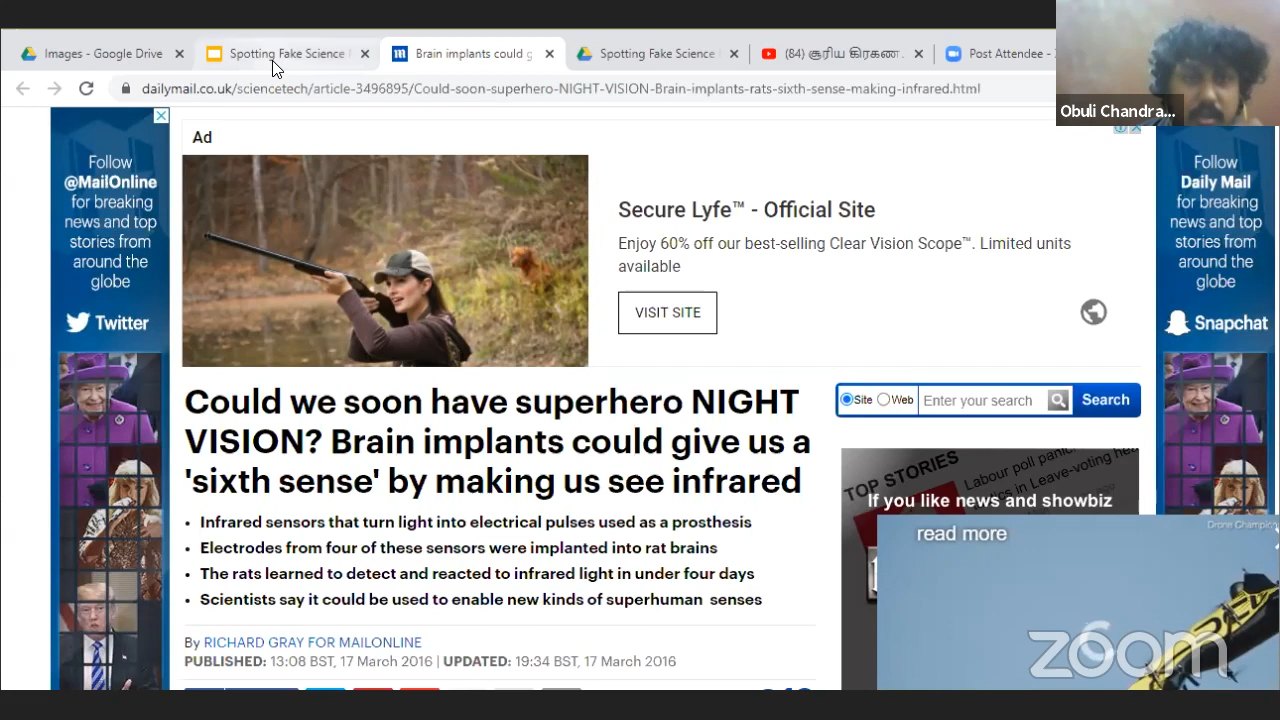 Images - Google Drive
Spotting Fake Science
Brain implants could g
Spotting Fake Science
(84) சூரிய கிரகண
Post Attendee -
dailymail.co.uk/sciencetech/article-3496895/Could-soon-superhero-NIGHT-VISION-Brain-implants-rats-sixth-sense-making-infrared.html
Obuli Chandra...
Follow
@MailOnline
for breaking
news and top
stories from
around the
globe
Twitter
Ad
Secure Lyfe™ - Official Site
Enjoy 60% off our best-selling Clear Vision Scope™. Limited units
available
VISIT SITE
Follow
Daily Mail
for breaking
news and top
stories from
around the
globe
Snapchat
Could we soon have superhero NIGHT
VISION? Brain implants could give us a
'sixth sense' by making us see infrared
• Infrared sensors that turn light into electrical pulses used as a prosthesis
• Electrodes from four of these sensors were implanted into rat brains
• The rats learned to detect and reacted to infrared light in under four days
• Scientists say it could be used to enable new kinds of superhuman senses
By RICHARD GRAY FOR MAILONLINE
PUBLISHED: 13:08 BST, 17 March 2016 | UPDATED: 19:34 BST, 17 March 2016
Site Web Enter your search Search
TOP STORIES
Labour poll panic
in Leave-voting
If you like news and showbiz
read more
Drone Champion
zoom